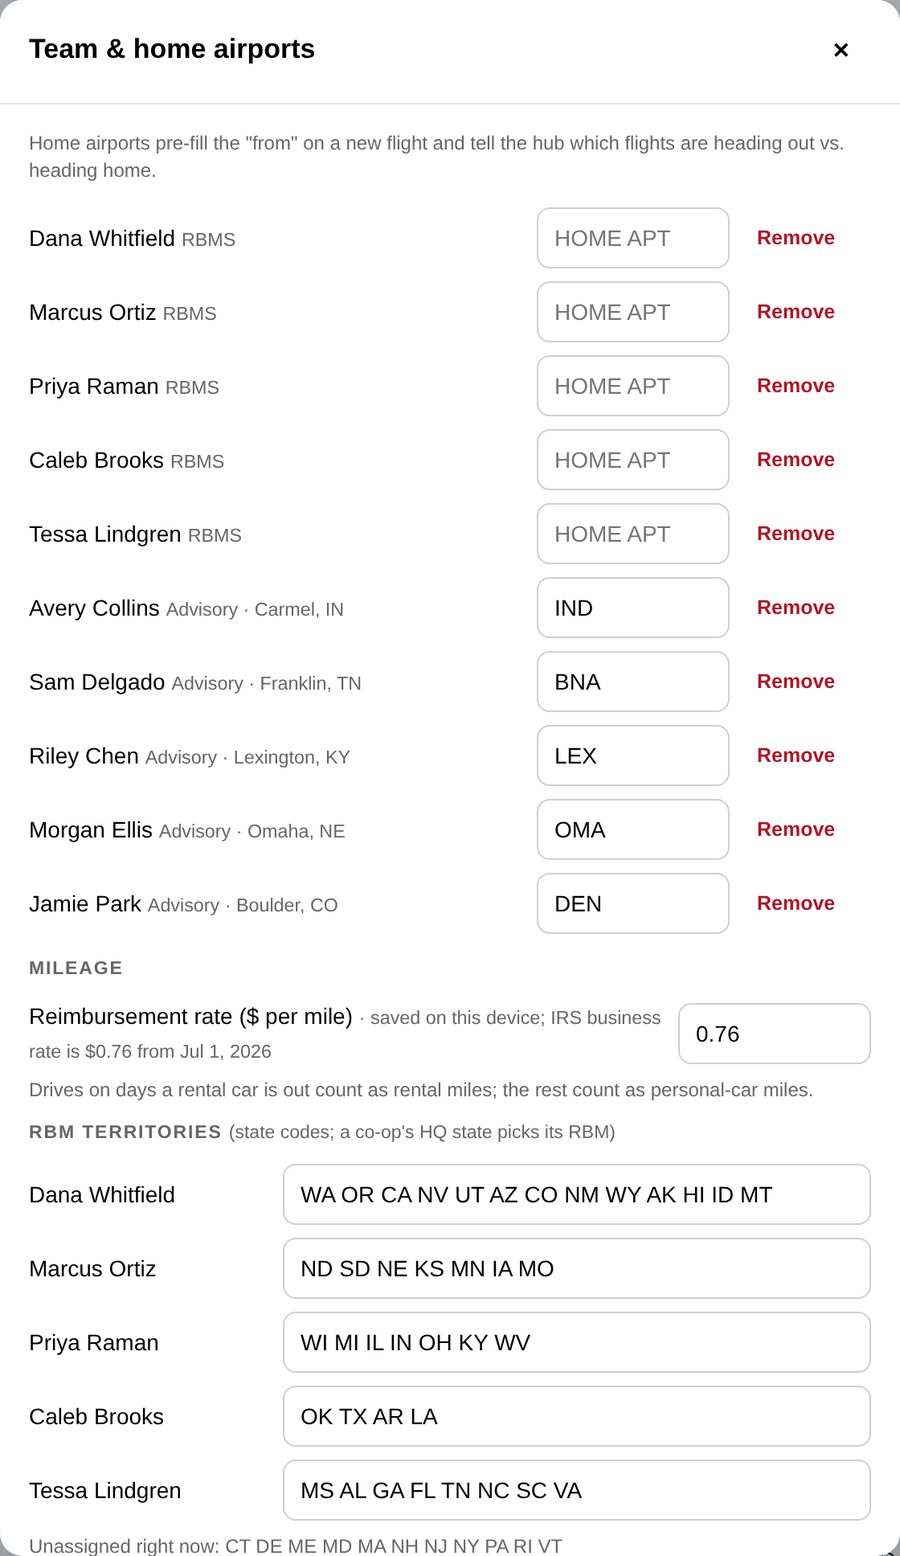 Team & home airports ×
Home airports pre-fill the "from" on a new flight and tell the hub which flights are heading out vs.
heading home.
Dana Whitfield RBMS HOME APT Remove
Marcus Ortiz RBMS HOME APT Remove
Priya Raman RBMS HOME APT Remove
Caleb Brooks RBMS HOME APT Remove
Tessa Lindgren RBMS HOME APT Remove
Avery Collins Advisory · Carmel, IN IND Remove
Sam Delgado Advisory · Franklin, TN BNA Remove
Riley Chen Advisory · Lexington, KY LEX Remove
Morgan Ellis Advisory · Omaha, NE OMA Remove
Jamie Park Advisory · Boulder, CO DEN Remove
MILEAGE
Reimbursement rate ($ per mile) · saved on this device; IRS business 0.76
rate is $0.76 from Jul 1, 2026
Drives on days a rental car is out count as rental miles; the rest count as personal-car miles.
RBM TERRITORIES (state codes; a co-op's HQ state picks its RBM)
Dana Whitfield WA OR CA NV UT AZ CO NM WY AK HI ID MT
Marcus Ortiz ND SD NE KS MN IA MO
Priya Raman WI MI IL IN OH KY WV
Caleb Brooks OK TX AR LA
Tessa Lindgren MS AL GA FL TN NC SC VA
Unassigned right now: CT DE ME MD MA NH NJ NY PA RI VT